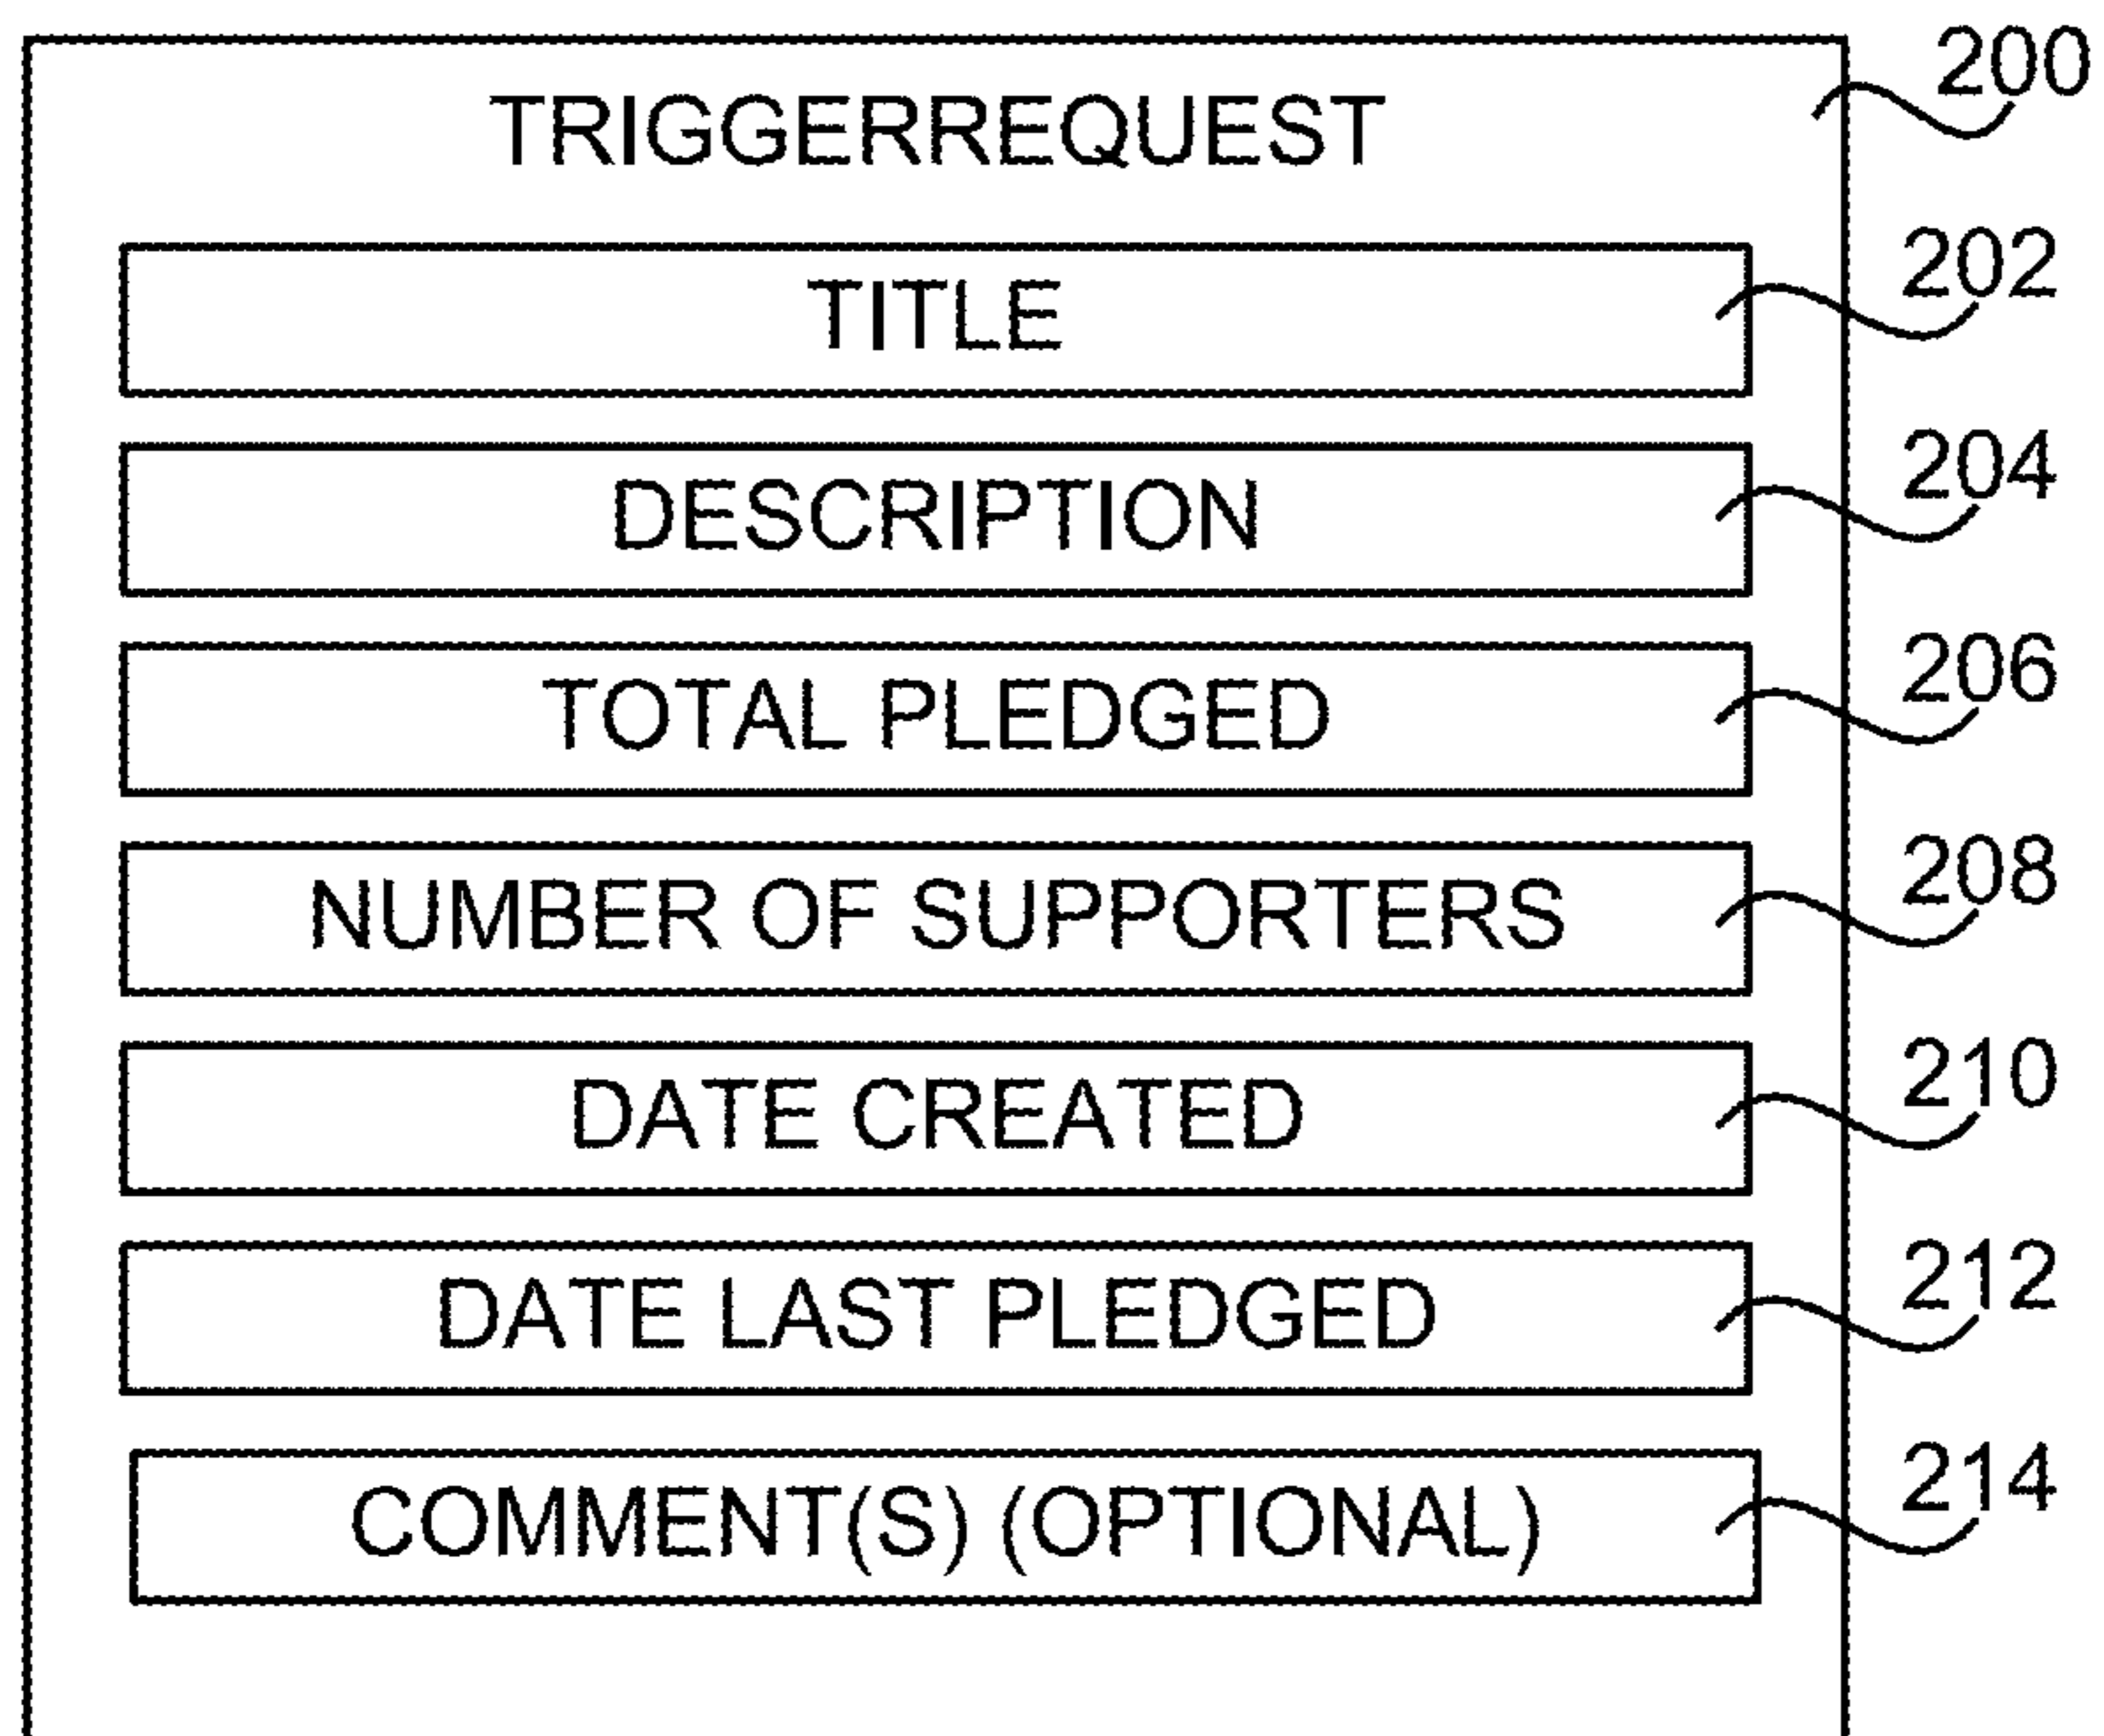 TRIGGERREQUEST 200
TITLE 202
DESCRIPTION 204
TOTAL PLEDGED 206
NUMBER OF SUPPORTERS 208
DATE CREATED 210
DATE LAST PLEDGED 212
COMMENT(S) (OPTIONAL) 214